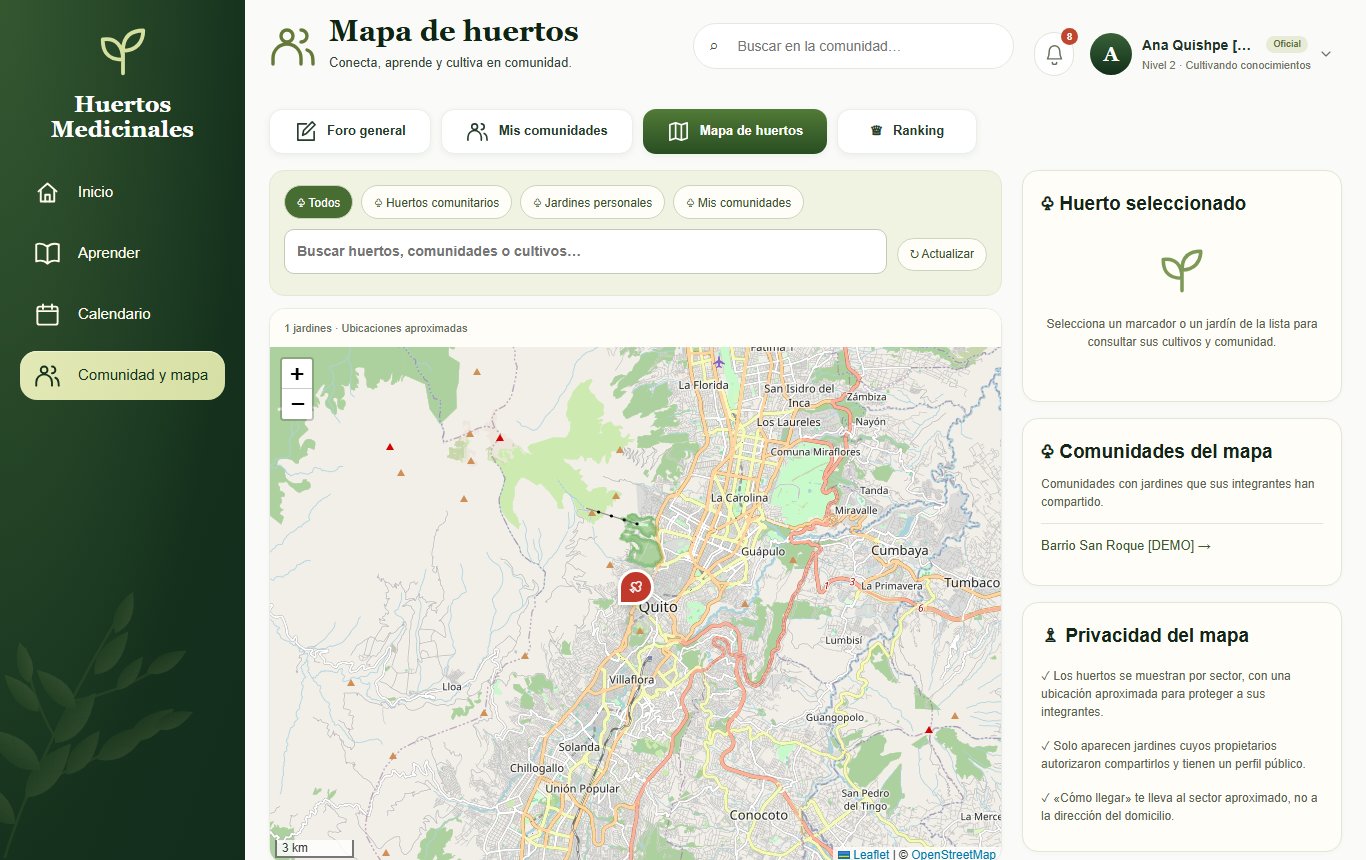 Huertos
Medicinales
Inicio
Aprender
Calendario
Comunidad y mapa
Mapa de huertos
Conecta, aprende y cultiva en comunidad.
Buscar en la comunidad…
8
A
Ana Quishpe [...
Oficial
Nivel 2 · Cultivando conocimientos
Foro general
Mis comunidades
Mapa de huertos
Ranking
Todos
Huertos comunitarios
Jardines personales
Mis comunidades
Buscar huertos, comunidades o cultivos…
↻ Actualizar
1 jardines · Ubicaciones aproximadas
+
−
Fatima 1
La Florida
San Isidro del
Inca
Zámbiza
Los Laureles
Nayón
Comuna Miraflores
La Carolina
Tanda
Miravalle
Guápulo
Cumbaya
La Primavera
Tumbaco
3
6
Quito
Lumbisí
Villaflora
Lloa
Guangopolo
Solanda
Chillogallo
Unión Popular
San Pedro
del Tingo
Conocoto
La Merce
3 km
Leaflet | © OpenStreetMap
Huerto seleccionado
Selecciona un marcador o un jardín de la lista para
consultar sus cultivos y comunidad.
Comunidades del mapa
Comunidades con jardines que sus integrantes han
compartido.
Barrio San Roque [DEMO] →
Privacidad del mapa
✓ Los huertos se muestran por sector, con una
ubicación aproximada para proteger a sus
integrantes.
✓ Solo aparecen jardines cuyos propietarios
autorizaron compartirlos y tienen un perfil público.
✓ «Cómo llegar» te lleva al sector aproximado, no a
la dirección del domicilio.